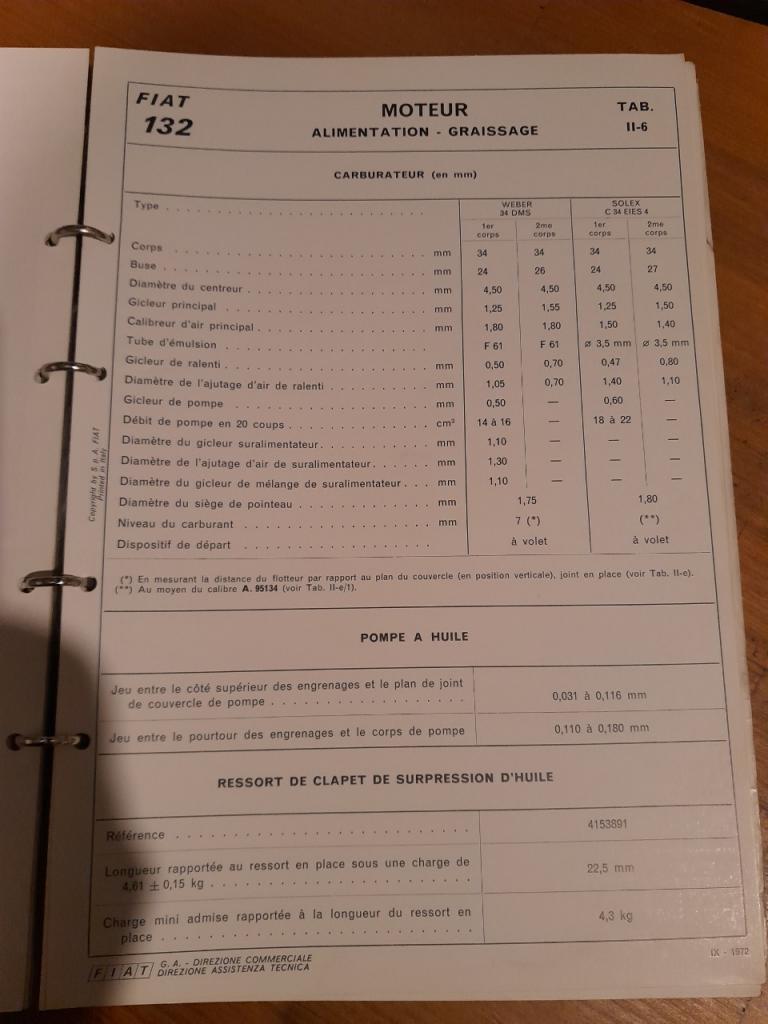 FIAT
132
MOTEUR
ALIMENTATION - GRAISSAGE
TAB.
II-6
CARBURATEUR (en mm)
Type . . . . . . . . . . . . . . . . . . . . . . . . WEBER 34 DMS SOLEX C 34 EIES 4
1er corps 2me corps 1er corps 2me corps
Corps . . . . . . . . . . . . . . . . . . . . . . . mm 34 34 34 34
Buse . . . . . . . . . . . . . . . . . . . . . . . . mm 24 26 24 27
Diamètre du centreur . . . . . . . . . . . . . . . . mm 4,50 4,50 4,50 4,50
Gicleur principal . . . . . . . . . . . . . . . . . . mm 1,25 1,55 1,25 1,50
Calibreur d'air principal . . . . . . . . . . . . . . . mm 1,80 1,80 1,50 1,40
Tube d'émulsion . . . . . . . . . . . . . . . . . . F 61 F 61 ø 3,5 mm ø 3,5 mm
Gicleur de ralenti . . . . . . . . . . . . . . . . . . mm 0,50 0,70 0,47 0,80
Diamètre de l'ajutage d'air de ralenti . . . . . . . . . mm 1,05 0,70 1,40 1,10
Gicleur de pompe . . . . . . . . . . . . . . . . . mm 0,50 — 0,60 —
Débit de pompe en 20 coups . . . . . . . . . . . . cm³ 14 à 16 — 18 à 22 —
Diamètre du gicleur suralimentateur . . . . . . . . . . mm 1,10 — — —
Diamètre de l'ajutage d'air de suralimentateur . . . . . . mm 1,30 — — —
Diamètre du gicleur de mélange de suralimentateur . . . mm 1,10 — — —
Diamètre du siège de pointeau . . . . . . . . . . . . mm 1,75 1,80
Niveau du carburant . . . . . . . . . . . . . . . . mm 7 (*) (**)
Dispositif de départ . . . . . . . . . . . . . . . . à volet à volet
(*) En mesurant la distance du flotteur par rapport au plan du couvercle (en position verticale), joint en place (voir Tab. II-e).
(**) Au moyen du calibre A. 95134 (voir Tab. II-e/1).
POMPE A HUILE
Jeu entre le côté supérieur des engrenages et le plan de joint
de couvercle de pompe . . . . . . . . . . . . . . . . . 0,031 à 0,116 mm
Jeu entre le pourtour des engrenages et le corps de pompe 0,110 à 0,180 mm
RESSORT DE CLAPET DE SURPRESSION D'HUILE
Référence . . . . . . . . . . . . . . . . . . . . . . . . . 4153891
Longueur rapportée au ressort en place sous une charge de
4,61 ± 0,15 kg . . . . . . . . . . . . . . . . . . . . . . . 22,5 mm
Charge mini admise rapportée à la longueur du ressort en
place . . . . . . . . . . . . . . . . . . . . . . . . . . . 4,3 kg
Copyright by S.p.A. FIAT
Printed in Italy
FIAT
G. A. - DIREZIONE COMMERCIALE
DIREZIONE ASSISTENZA TECNICA
IX - 1972